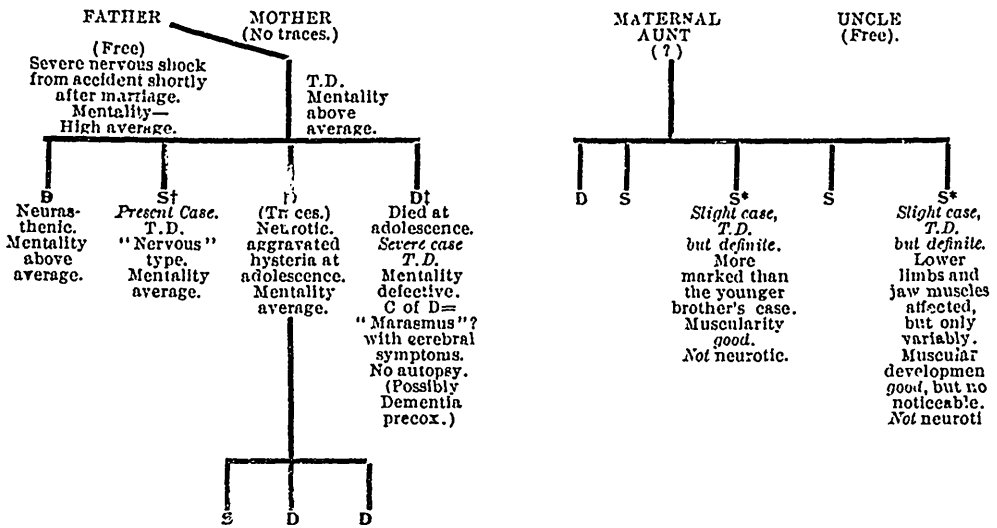 FATHER
(Free)
Severe nervous shock
from accident shortly
after marriage.
Mentality—
High average.
MOTHER
(No traces.)
T.D.
Mentality
above
average.
MATERNAL
AUNT
(?)
UNCLE
(Free).
D
Neuras-
thenic.
Mentality
above
average.
S†
Present Case.
T.D.
"Nervous"
type.
Mentality
average.
D
(Traces.)
Neurotic.
aggravated
hysteria at
adolescence.
Mentality
average.
D‡
Died at
adolescence.
Severe case
T.D.
Mentality
defective.
C of D=
"Marasmus"?
with cerebral
symptoms.
No autopsy.
(Possibly
Dementia
precox.)
D
S
S*
Slight case,
T.D.
but definite.
More
marked than
the younger
brother's case.
Muscularity
good.
Not neurotic.
S
S*
Slight case,
T.D.
but definite.
Lower
limbs and
jaw muscles
affected,
but only
variably.
Muscular
developmen
good, but no
noticeable.
Not neuroti
S
D
D